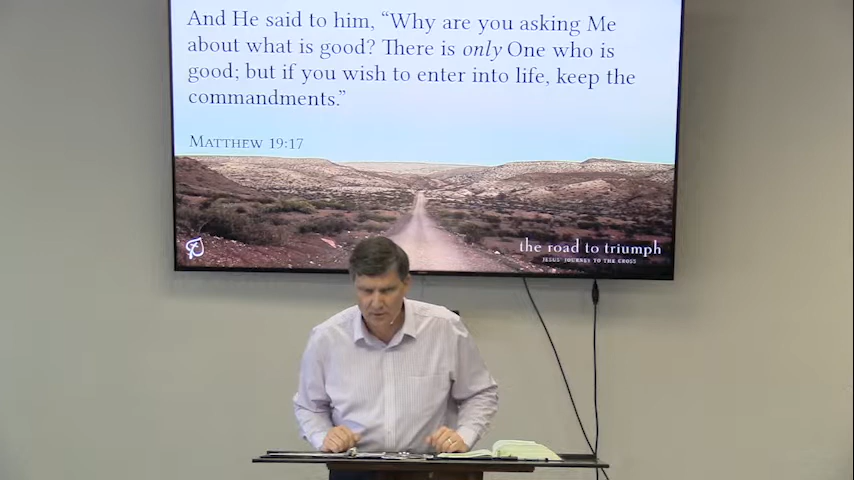 And He said to him, “Why are you asking Me
about what is good? There is only One who is
good; but if you wish to enter into life, keep the
commandments.”
MATTHEW 19:17
the road to triumph
JESUS' JOURNEY TO THE CROSS